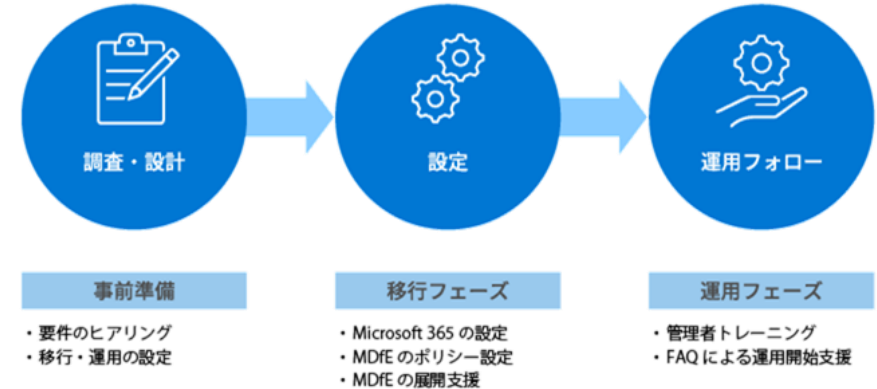 調査・設計
設定
運用フォロー
事前準備
・要件のヒアリング
・移行・運用の設定
移行フェーズ
・Microsoft 365 の設定
・MDfE のポリシー設定
・MDfE の展開支援
運用フェーズ
・管理者トレーニング
・FAQ による運用開始支援